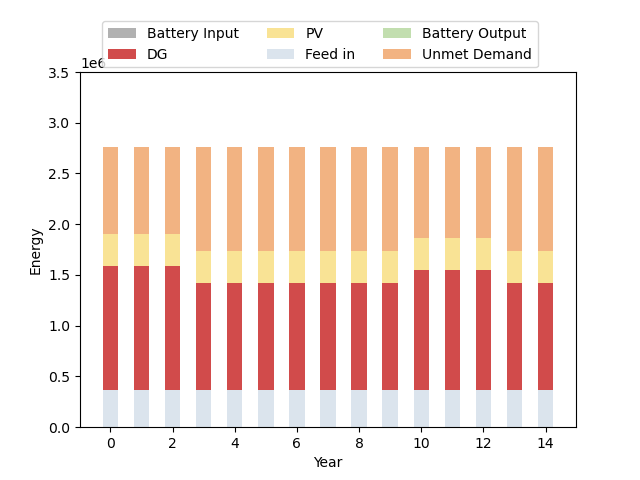 Battery Input PV Battery Output
DG Feed in Unmet Demand
1e6
3.5
3.0
2.5
2.0
1.5
1.0
0.5
0.0
Energy
0 2 4 6 8 10 12 14
Year